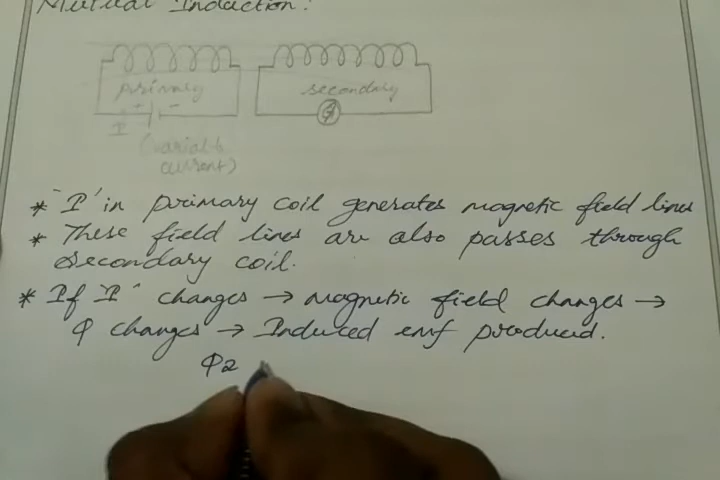 Mutual Induction:
primary
secondary
+ -
I
G
(variable
current)
* 'I' in primary coil generates magnetic field lines
* These field lines are also passes through
secondary coil.
* If I changes → magnetic field changes →
φ changes → Induced emf produced.
φ2